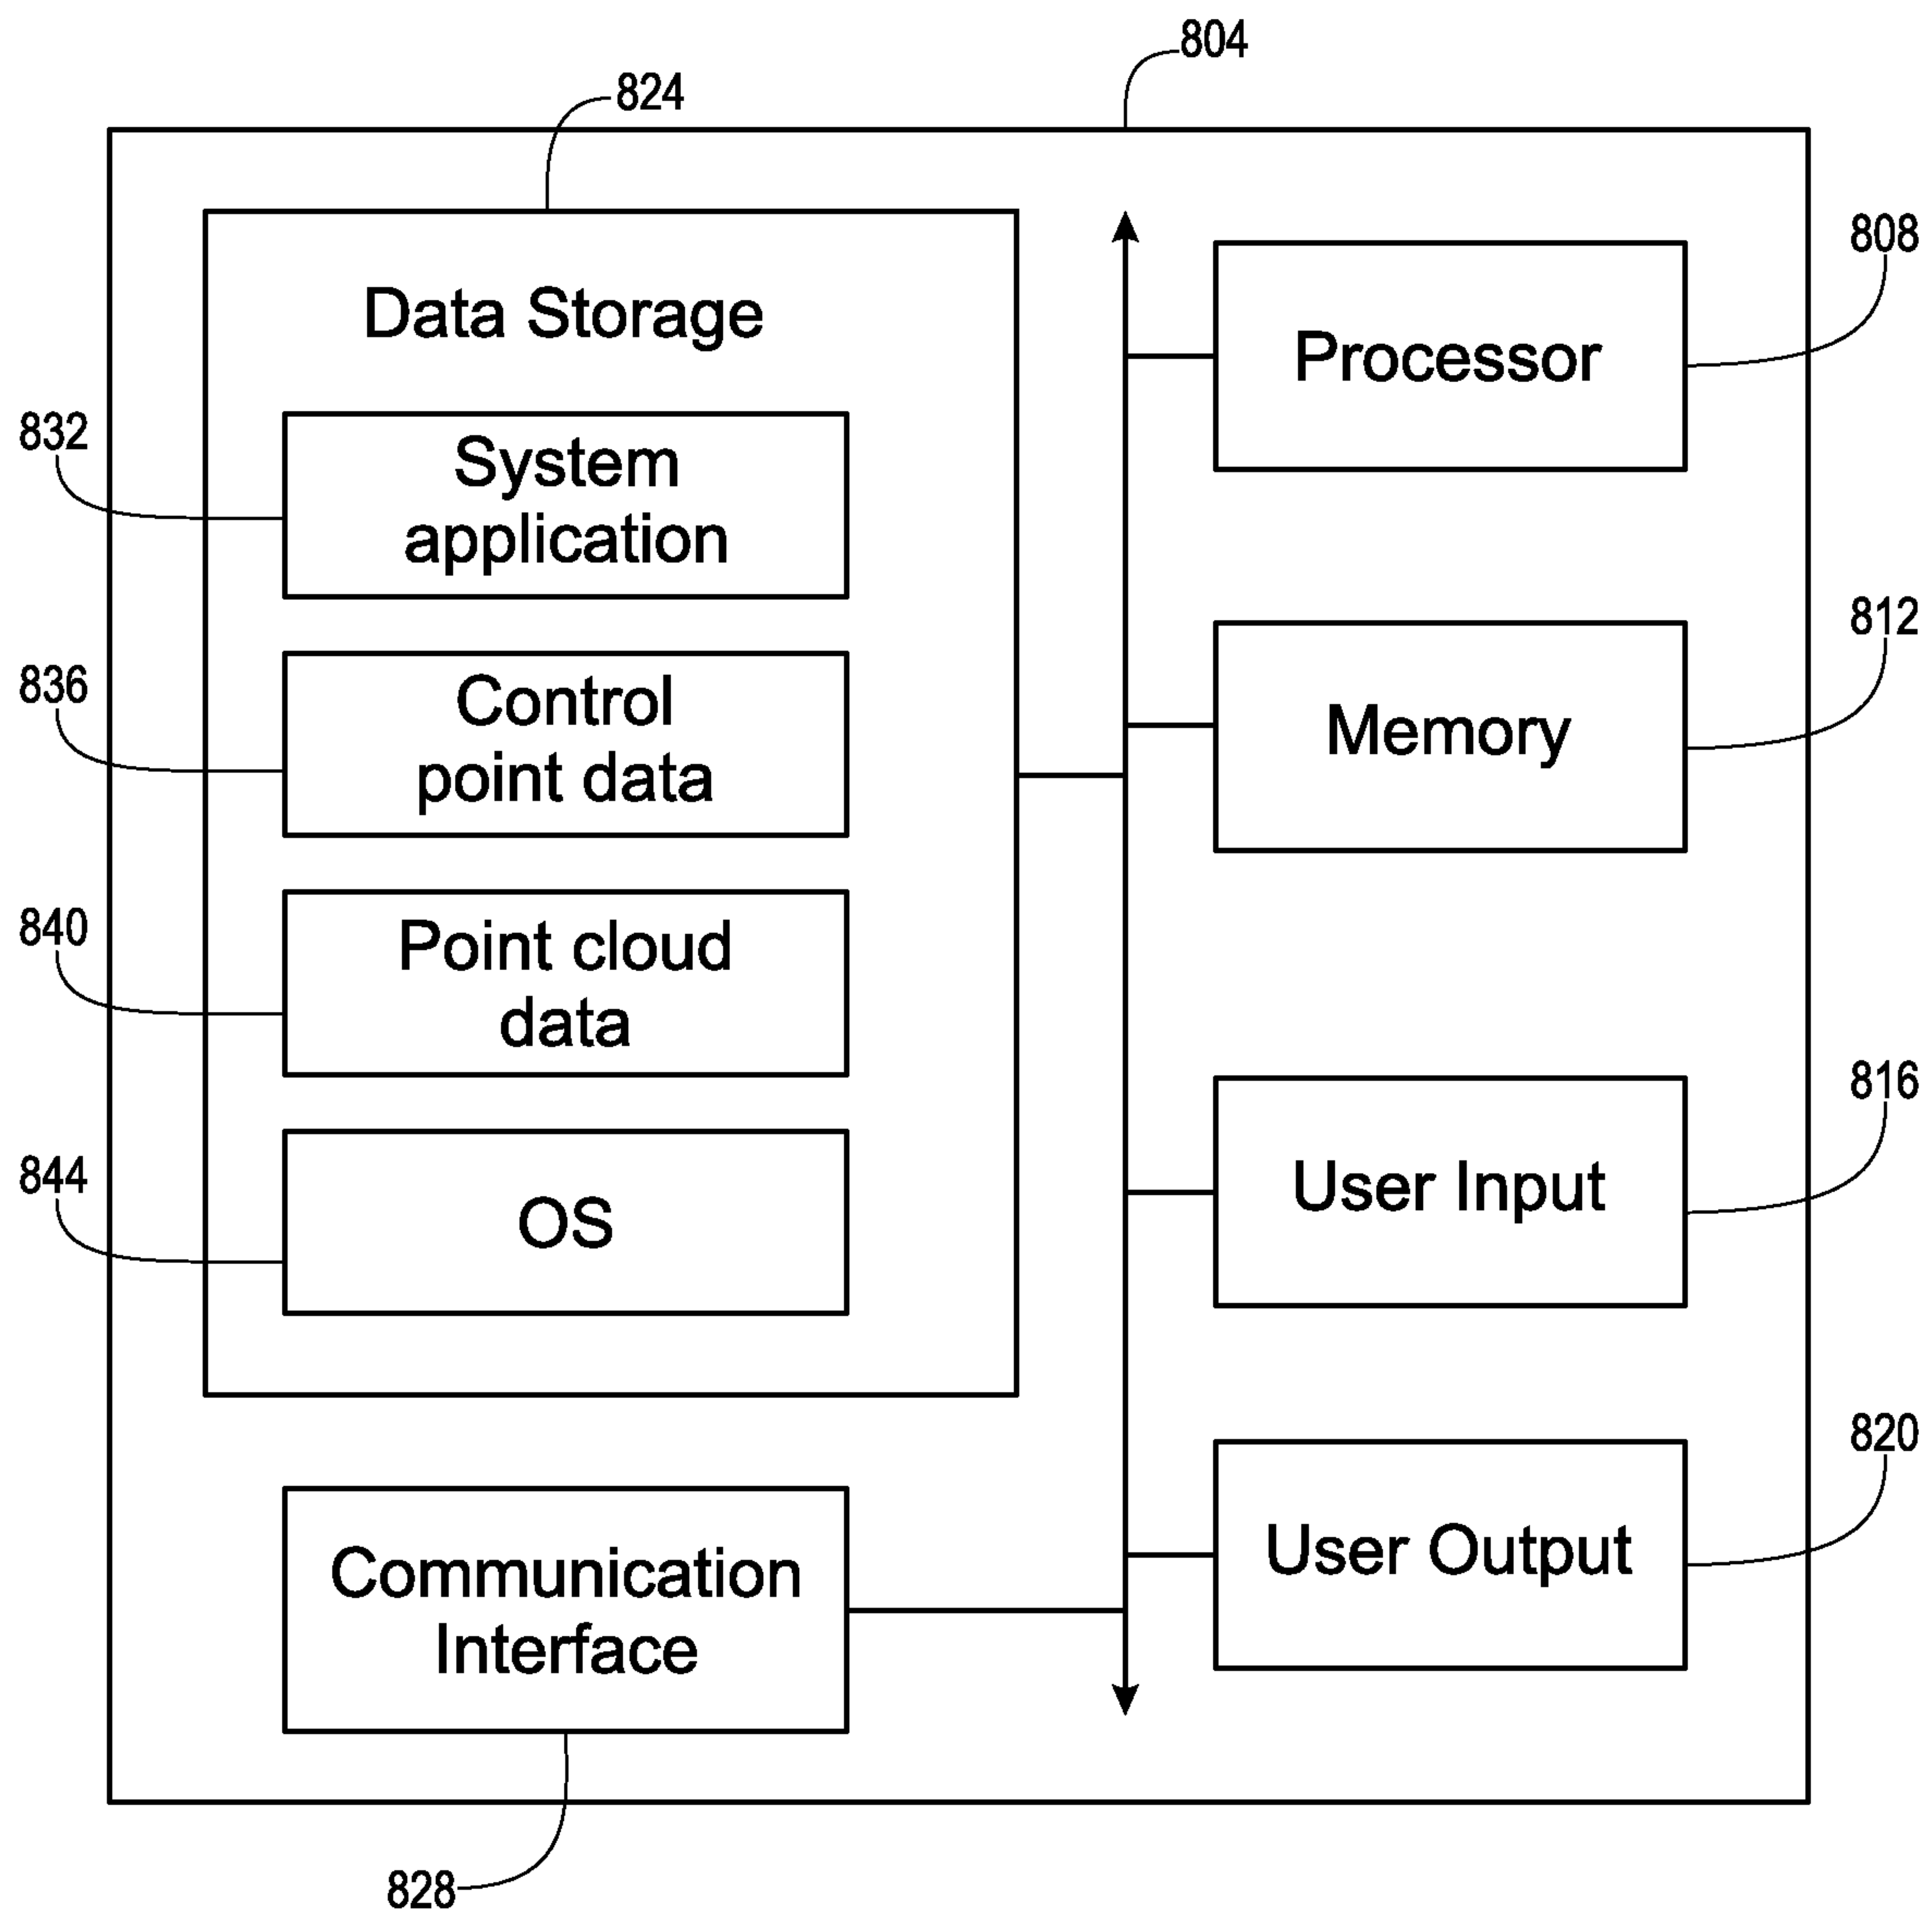 804
824
808
Data Storage
Processor
832
System
application
812
836
Control
point data
Memory
840
Point cloud
data
816
844
OS
User Input
820
Communication
Interface
User Output
828